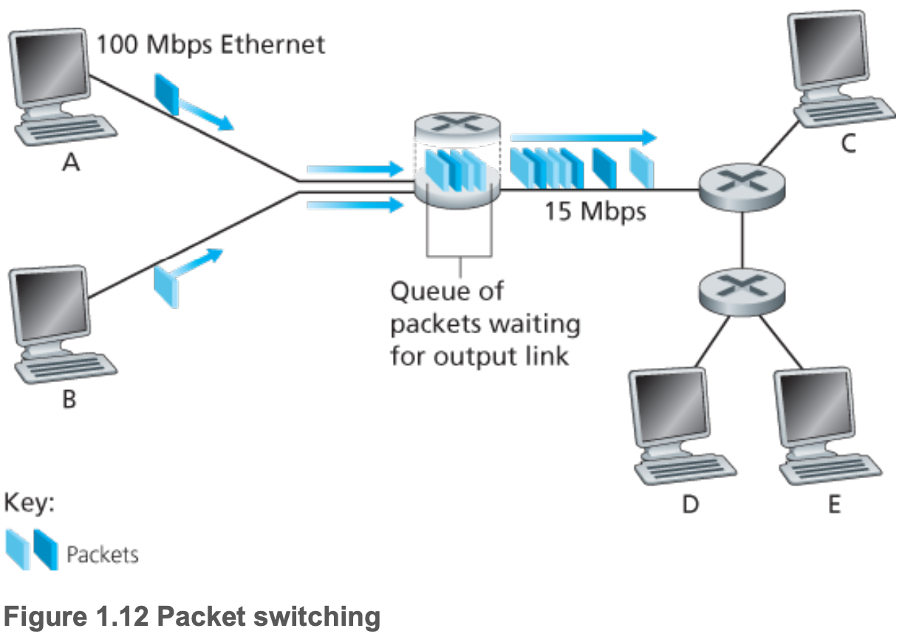 100 Mbps Ethernet
A
C
15 Mbps
Queue of
packets waiting
for output link
B
D
E
Key:
Packets
Figure 1.12 Packet switching